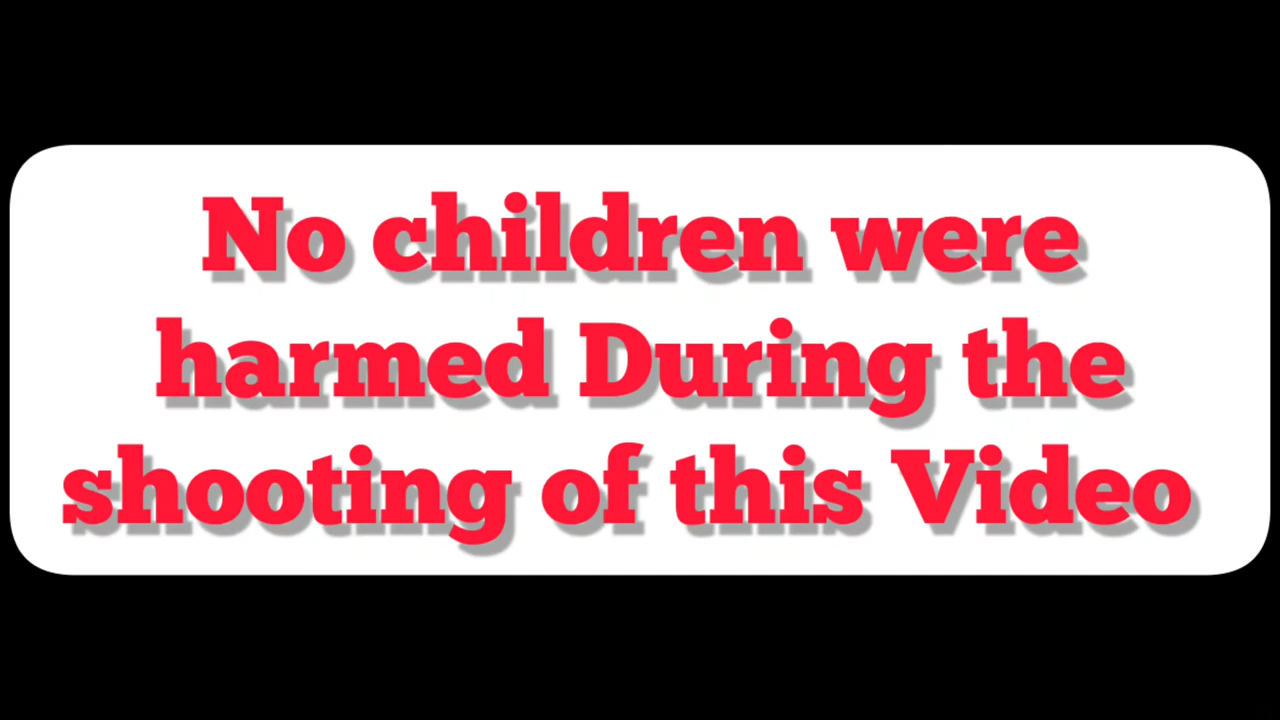 No children were
harmed During the
shooting of this Video